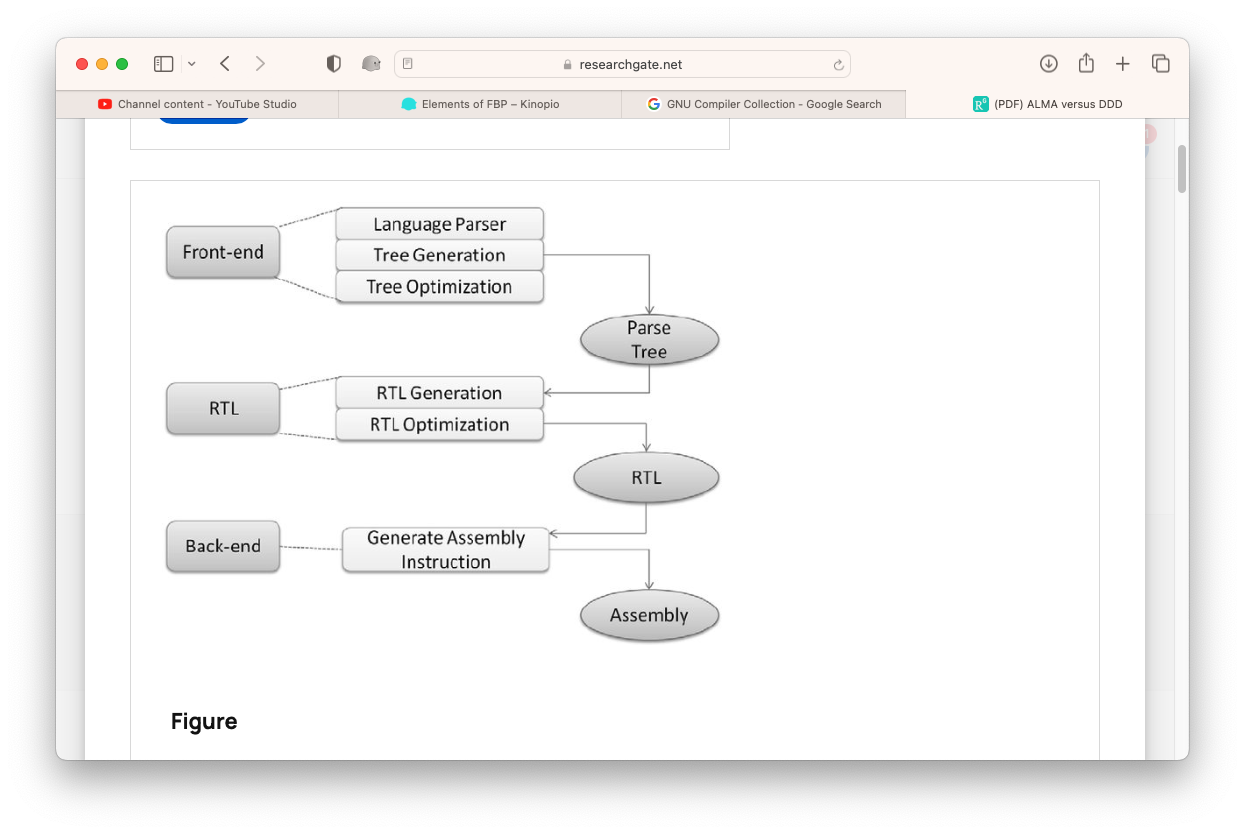 researchgate.net
Channel content - YouTube Studio
Elements of FBP – Kinopio
GNU Compiler Collection - Google Search
(PDF) ALMA versus DDD
Front-end
Language Parser
Tree Generation
Tree Optimization
Parse
Tree
RTL
RTL Generation
RTL Optimization
RTL
Back-end
Generate Assembly
Instruction
Assembly
Figure